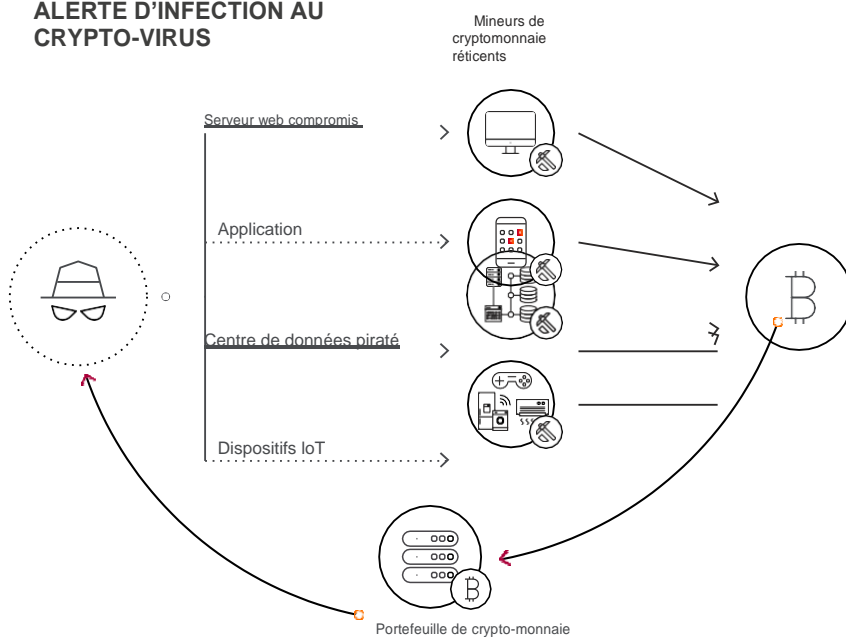 ALERTE D’INFECTION AU
CRYPTO-VIRUS
Mineurs de
cryptomonnaie
réticents
Serveur web compromis
Application
Centre de données piraté
Dispositifs IoT
Portefeuille de crypto-monnaie